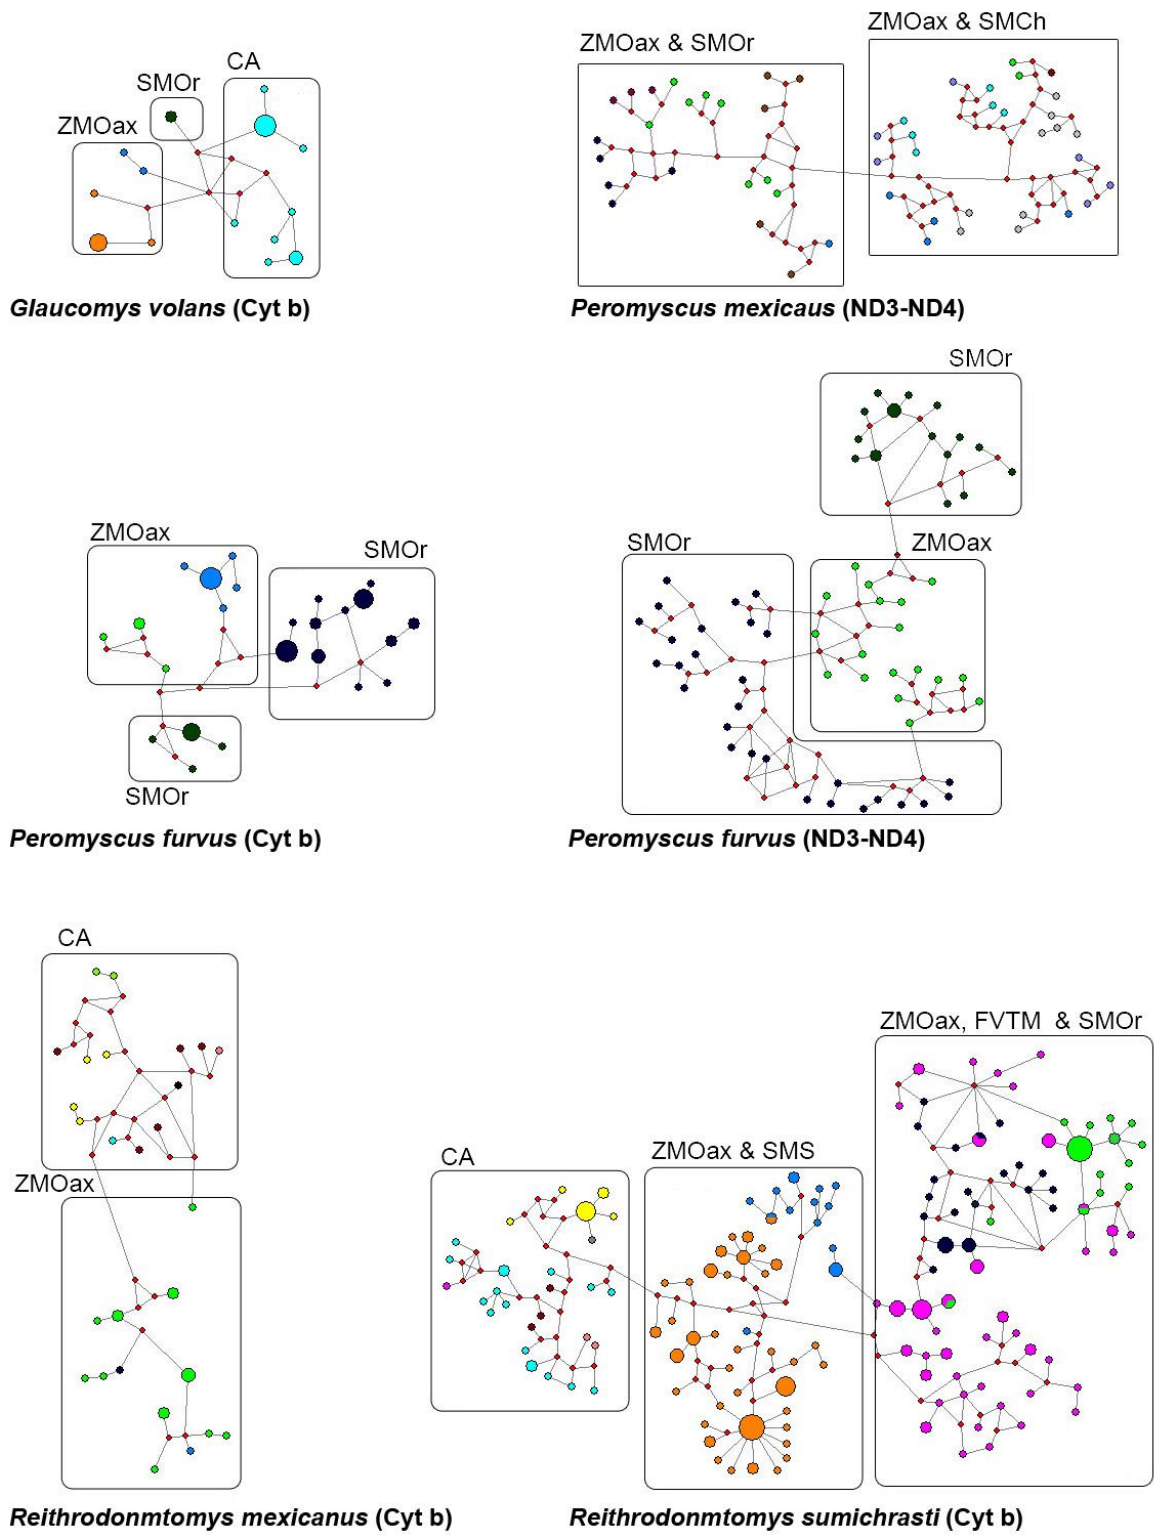 CA
SMOr
ZMOax
Glaucomys volans (Cyt b)
ZMOax & SMOr
ZMOax & SMCh
Peromyscus mexicaus (ND3-ND4)
ZMOax
SMOr
SMOr
Peromyscus furvus (Cyt b)
SMOr
SMOr
ZMOax
Peromyscus furvus (ND3-ND4)
CA
ZMOax
Reithrodonmtomys mexicanus (Cyt b)
CA
ZMOax & SMS
ZMOax, FVTM & SMOr
Reithrodonmtomys sumichrasti (Cyt b)